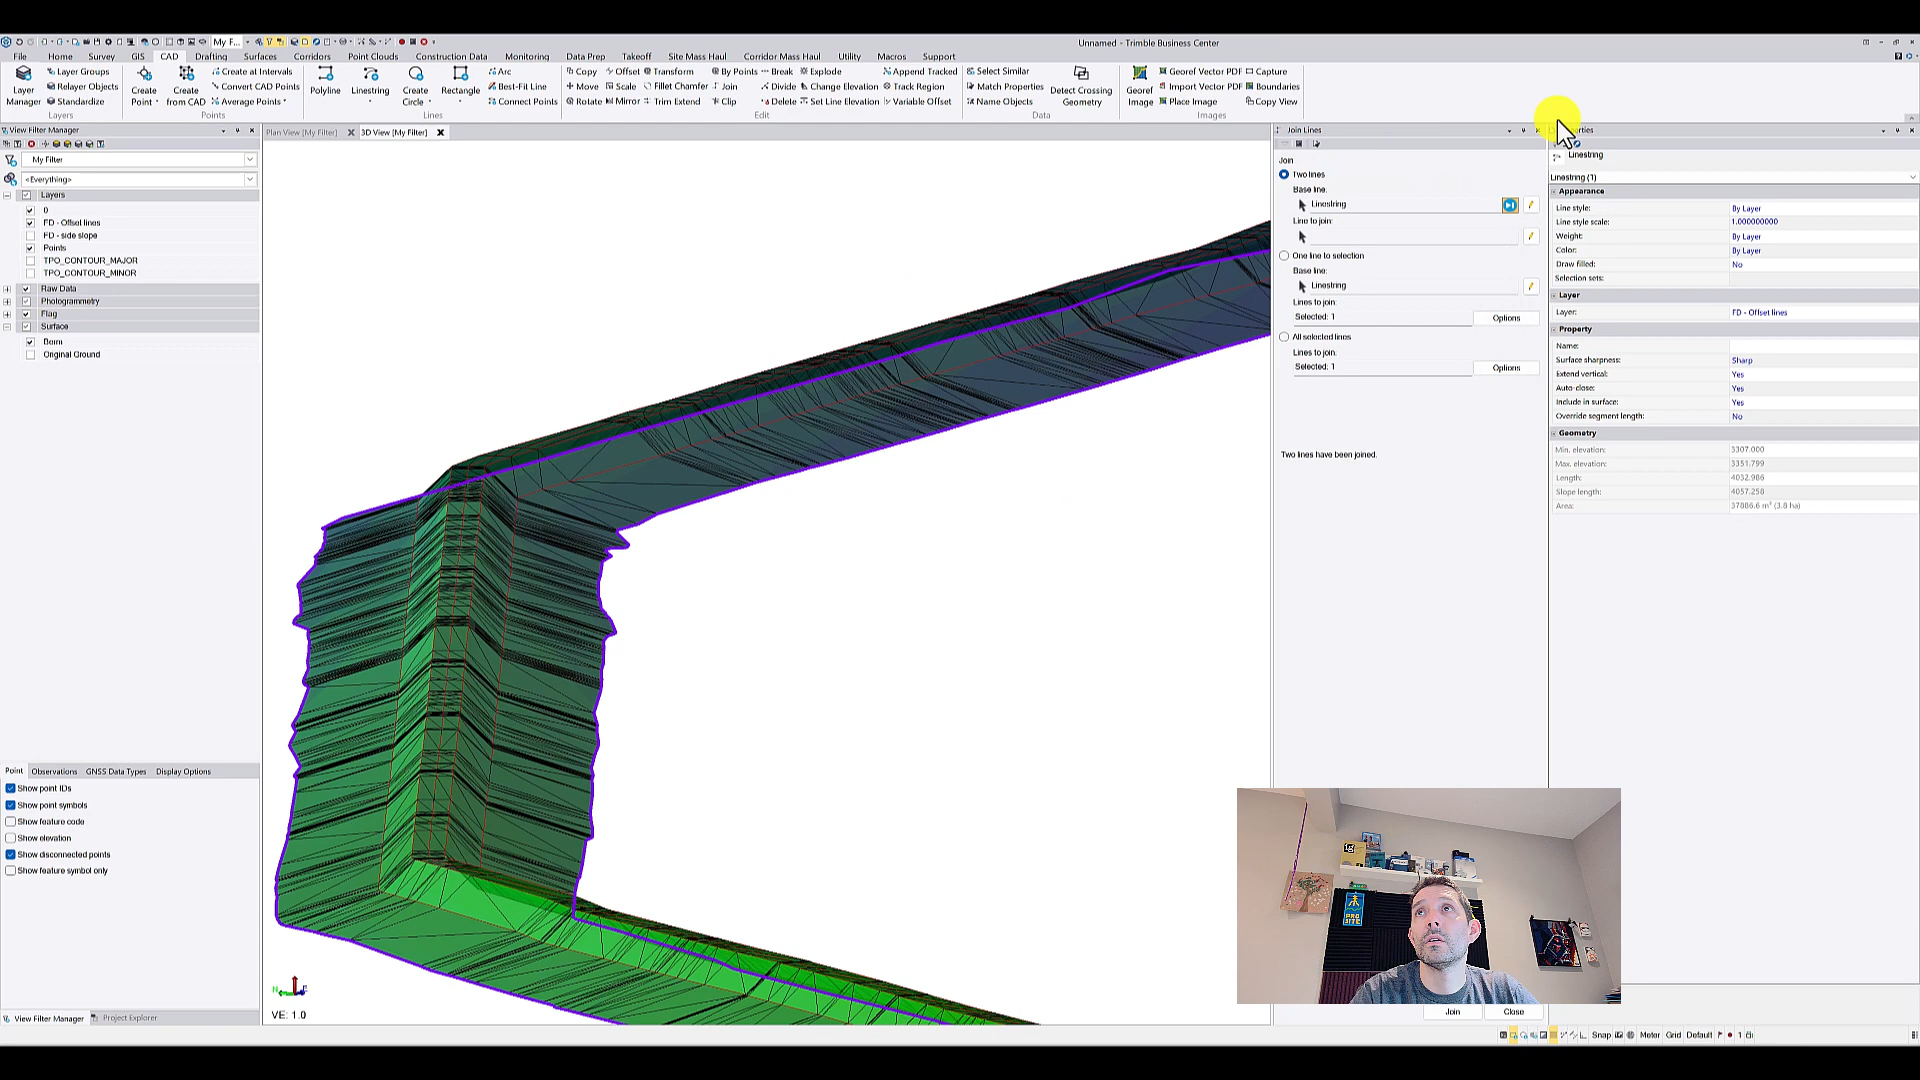 My F...
Unnamed - Trimble Business Center
File Home Survey GIS CAD Drafting Surfaces Corridors Point Clouds Construction Data Monitoring Data Prep Takeoff Site Mass Haul Corridor Mass Haul Utility Macros Support
Layer Manager
Layer Groups
Relayer Objects
Standardize
Layers
Create Point
Create from CAD
Create at Intervals
Convert CAD Points
Average Points
Points
Polyline
Linestring
Create Circle
Rectangle
Arc
Best-Fit Line
Connect Points
Lines
Copy Offset Transform By Points Break Explode Append Tracked
Move Scale Fillet Chamfer Join Divide Change Elevation Track Region
Rotate Mirror Trim Extend Clip Delete Set Line Elevation Variable Offset
Edit
Select Similar
Match Properties
Name Objects
Detect Crossing Geometry
Data
Georef Image
Georef Vector PDF Capture
Import Vector PDF Boundaries
Place Image Copy View
Images
View Filter Manager
My Filter
<Everything>
Layers
0
FD - Offset lines
FD - side slope
Points
TPO_CONTOUR_MAJOR
TPO_CONTOUR_MINOR
Raw Data
Photogrammetry
Flag
Surface
Berm
Original Ground
Point Observations GNSS Data Types Display Options
Show point IDs
Show point symbols
Show feature code
Show elevation
Show disconnected points
Show feature symbol only
View Filter Manager Project Explorer
Plan View [My Filter]
3D View [My Filter]
VE: 1.0
Join Lines
Join
Two lines
Base line:
Linestring
Line to join:
One line to selection
Base line:
Linestring
Lines to join:
Selected: 1
Options
All selected lines
Lines to join:
Selected: 1
Options
Two lines have been joined.
Join
Close
erties
Linestring
Linestring (1)
Appearance
Line style: By Layer
Line style scale: 1.000000000
Weight: By Layer
Color: By Layer
Draw filled: No
Selection sets:
Layer
Layer: FD - Offset lines
Property
Name:
Surface sharpness: Sharp
Extend vertical: Yes
Auto-close: Yes
Include in surface: Yes
Override segment length: No
Geometry
Min. elevation: 3307.000
Max. elevation: 3351.799
Length: 4032.986
Slope length: 4057.258
Area: 37886.6 m² (3.8 ha)
PRO
SITE
Snap Meter Grid Default 1